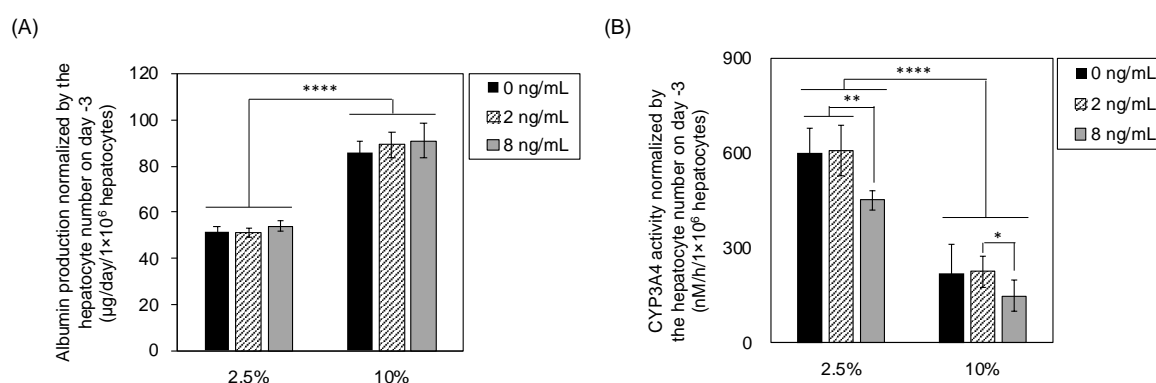 (A)
Albumin production normalized by the
hepatocyte number on day -3
(µg/day/1×10⁶ hepatocytes)
120
100
80
60
40
20
0
****
2.5%
10%
0 ng/mL
2 ng/mL
8 ng/mL
(B)
CYP3A4 activity normalized by
the hepatocyte number on day -3
(nM/h/1×10⁶ hepatocytes)
900
600
300
0
****
**
*
2.5%
10%
0 ng/mL
2 ng/mL
8 ng/mL